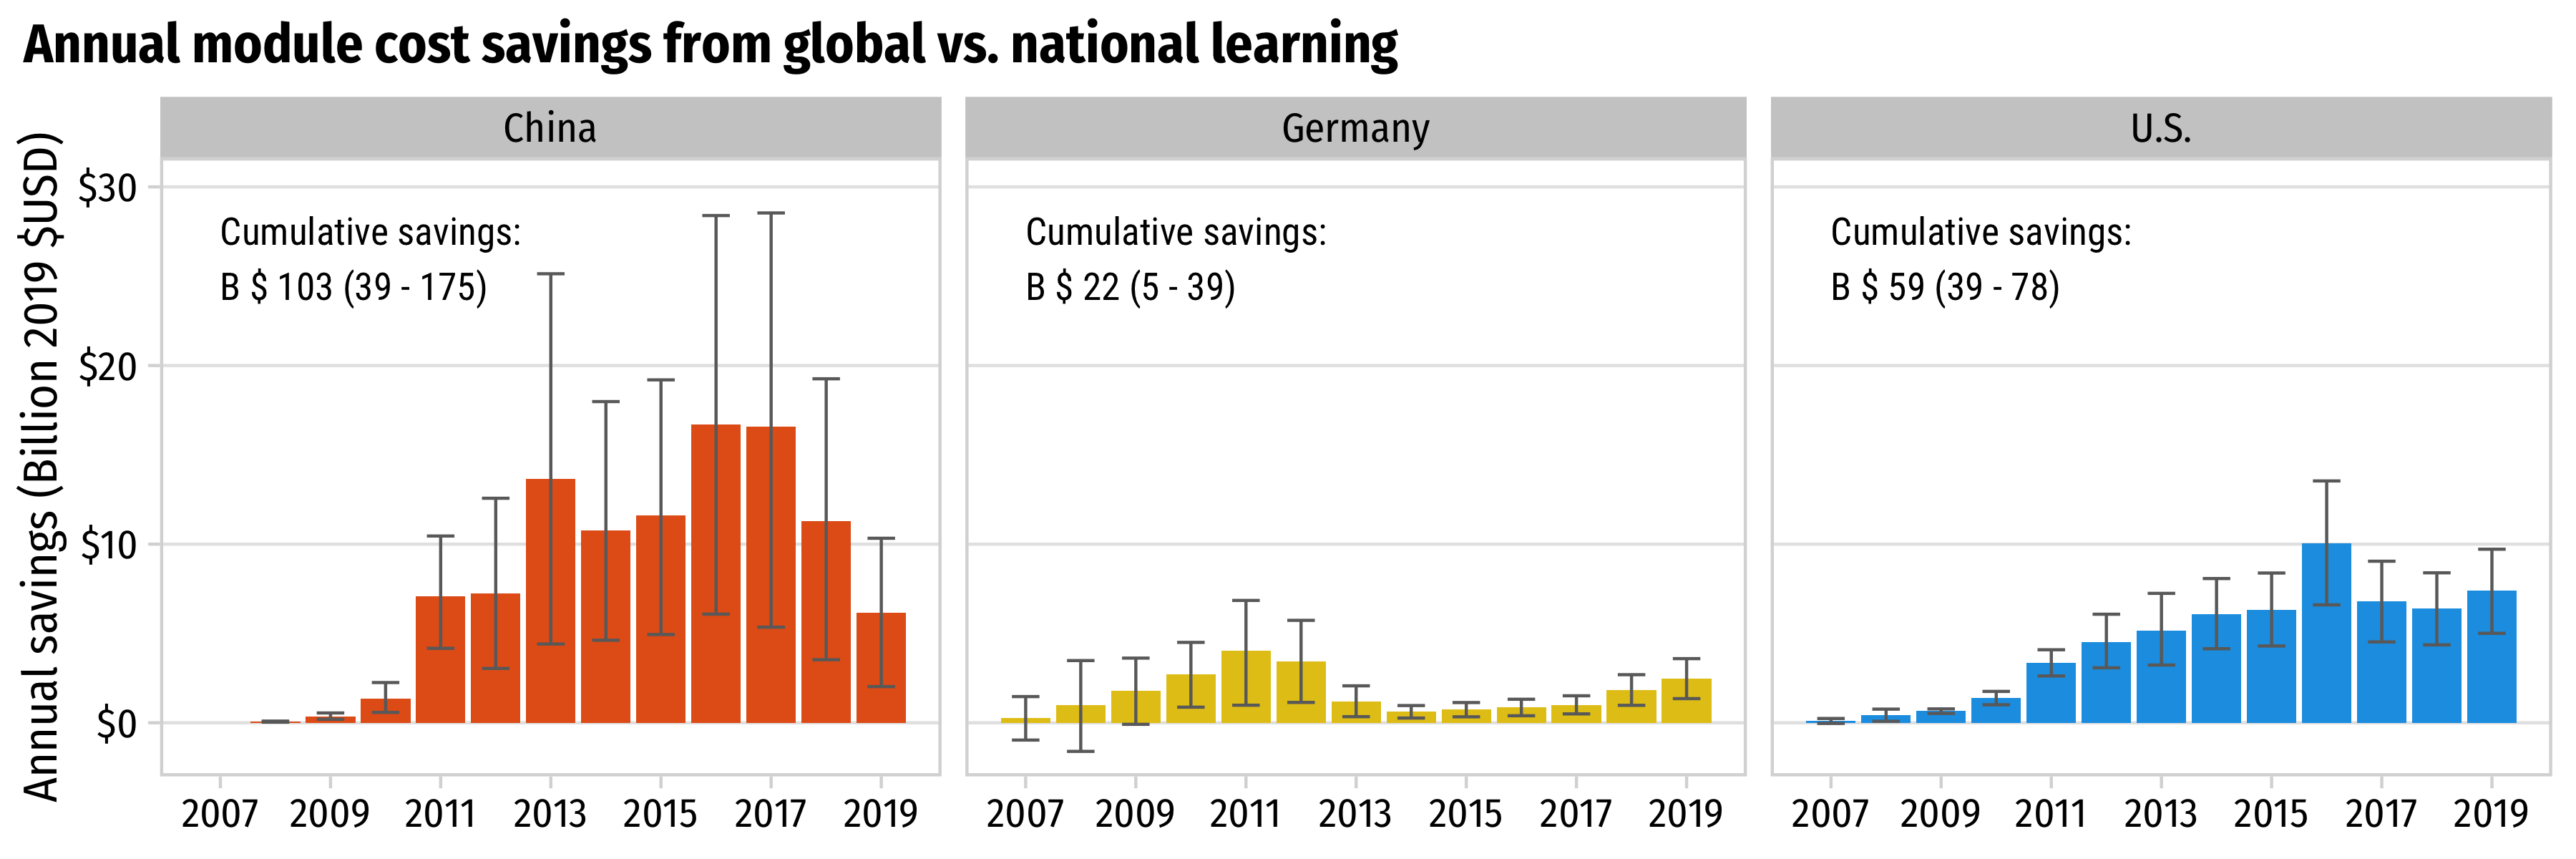 Annual module cost savings from global vs. national learning
China
Germany
U.S.
Annual savings (Billion 2019 $USD)
$30
$20
$10
$0
Cumulative savings:
B $ 103 (39 - 175)
Cumulative savings:
B $ 22 (5 - 39)
Cumulative savings:
B $ 59 (39 - 78)
2007 2009 2011 2013 2015 2017 2019
2007 2009 2011 2013 2015 2017 2019
2007 2009 2011 2013 2015 2017 2019